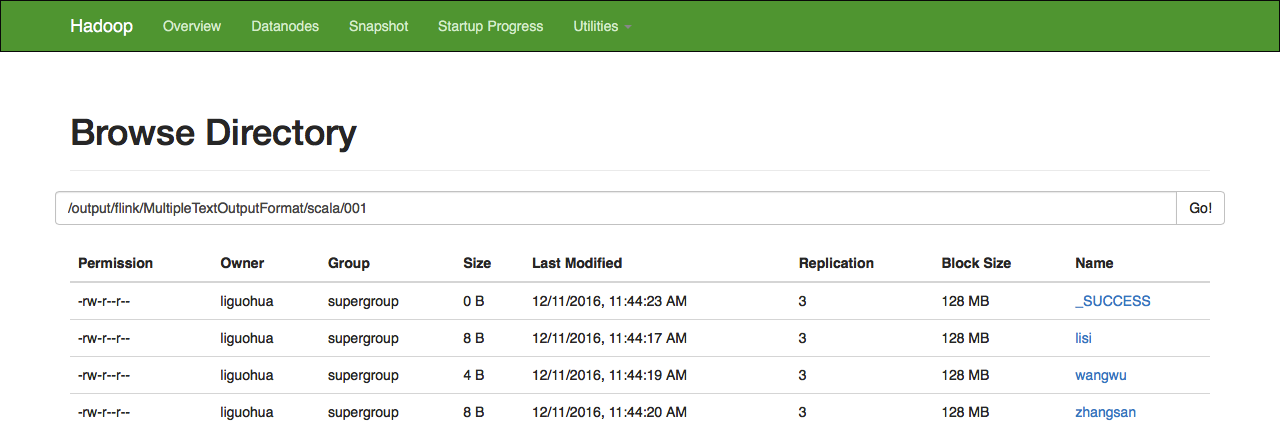 Hadoop Overview Datanodes Snapshot Startup Progress Utilities
Browse Directory
/output/flink/MultipleTextOutputFormat/scala/001 Go!
Permission Owner Group Size Last Modified Replication Block Size Name
-rw-r--r-- liguohua supergroup 0 B 12/11/2016, 11:44:23 AM 3 128 MB _SUCCESS
-rw-r--r-- liguohua supergroup 8 B 12/11/2016, 11:44:17 AM 3 128 MB lisi
-rw-r--r-- liguohua supergroup 4 B 12/11/2016, 11:44:19 AM 3 128 MB wangwu
-rw-r--r-- liguohua supergroup 8 B 12/11/2016, 11:44:20 AM 3 128 MB zhangsan